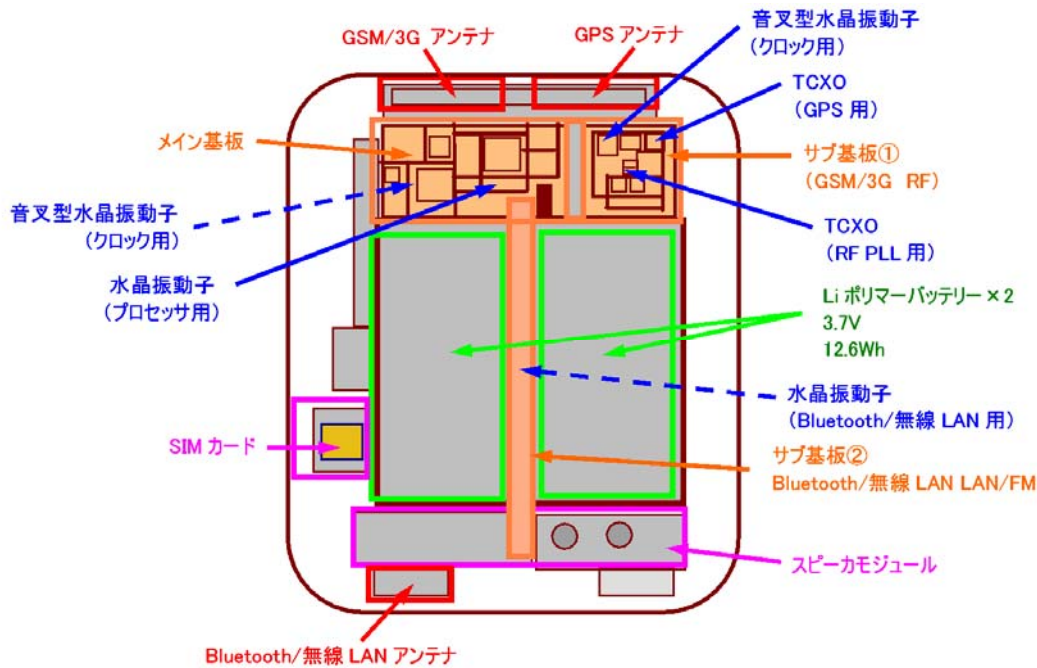 GSM/3G アンテナ
GPS アンテナ
音叉型水晶振動子
(クロック用)
TCXO
(GPS 用)
メイン基板
サブ基板①
(GSM/3G RF)
音叉型水晶振動子
(クロック用)
TCXO
(RF PLL 用)
水晶振動子
(プロセッサ用)
Li ポリマーバッテリー×2
3.7V
12.6Wh
水晶振動子
(Bluetooth/無線 LAN 用)
SIM カード
サブ基板②
Bluetooth/無線 LAN LAN/FM
スピーカモジュール
Bluetooth/無線 LAN アンテナ